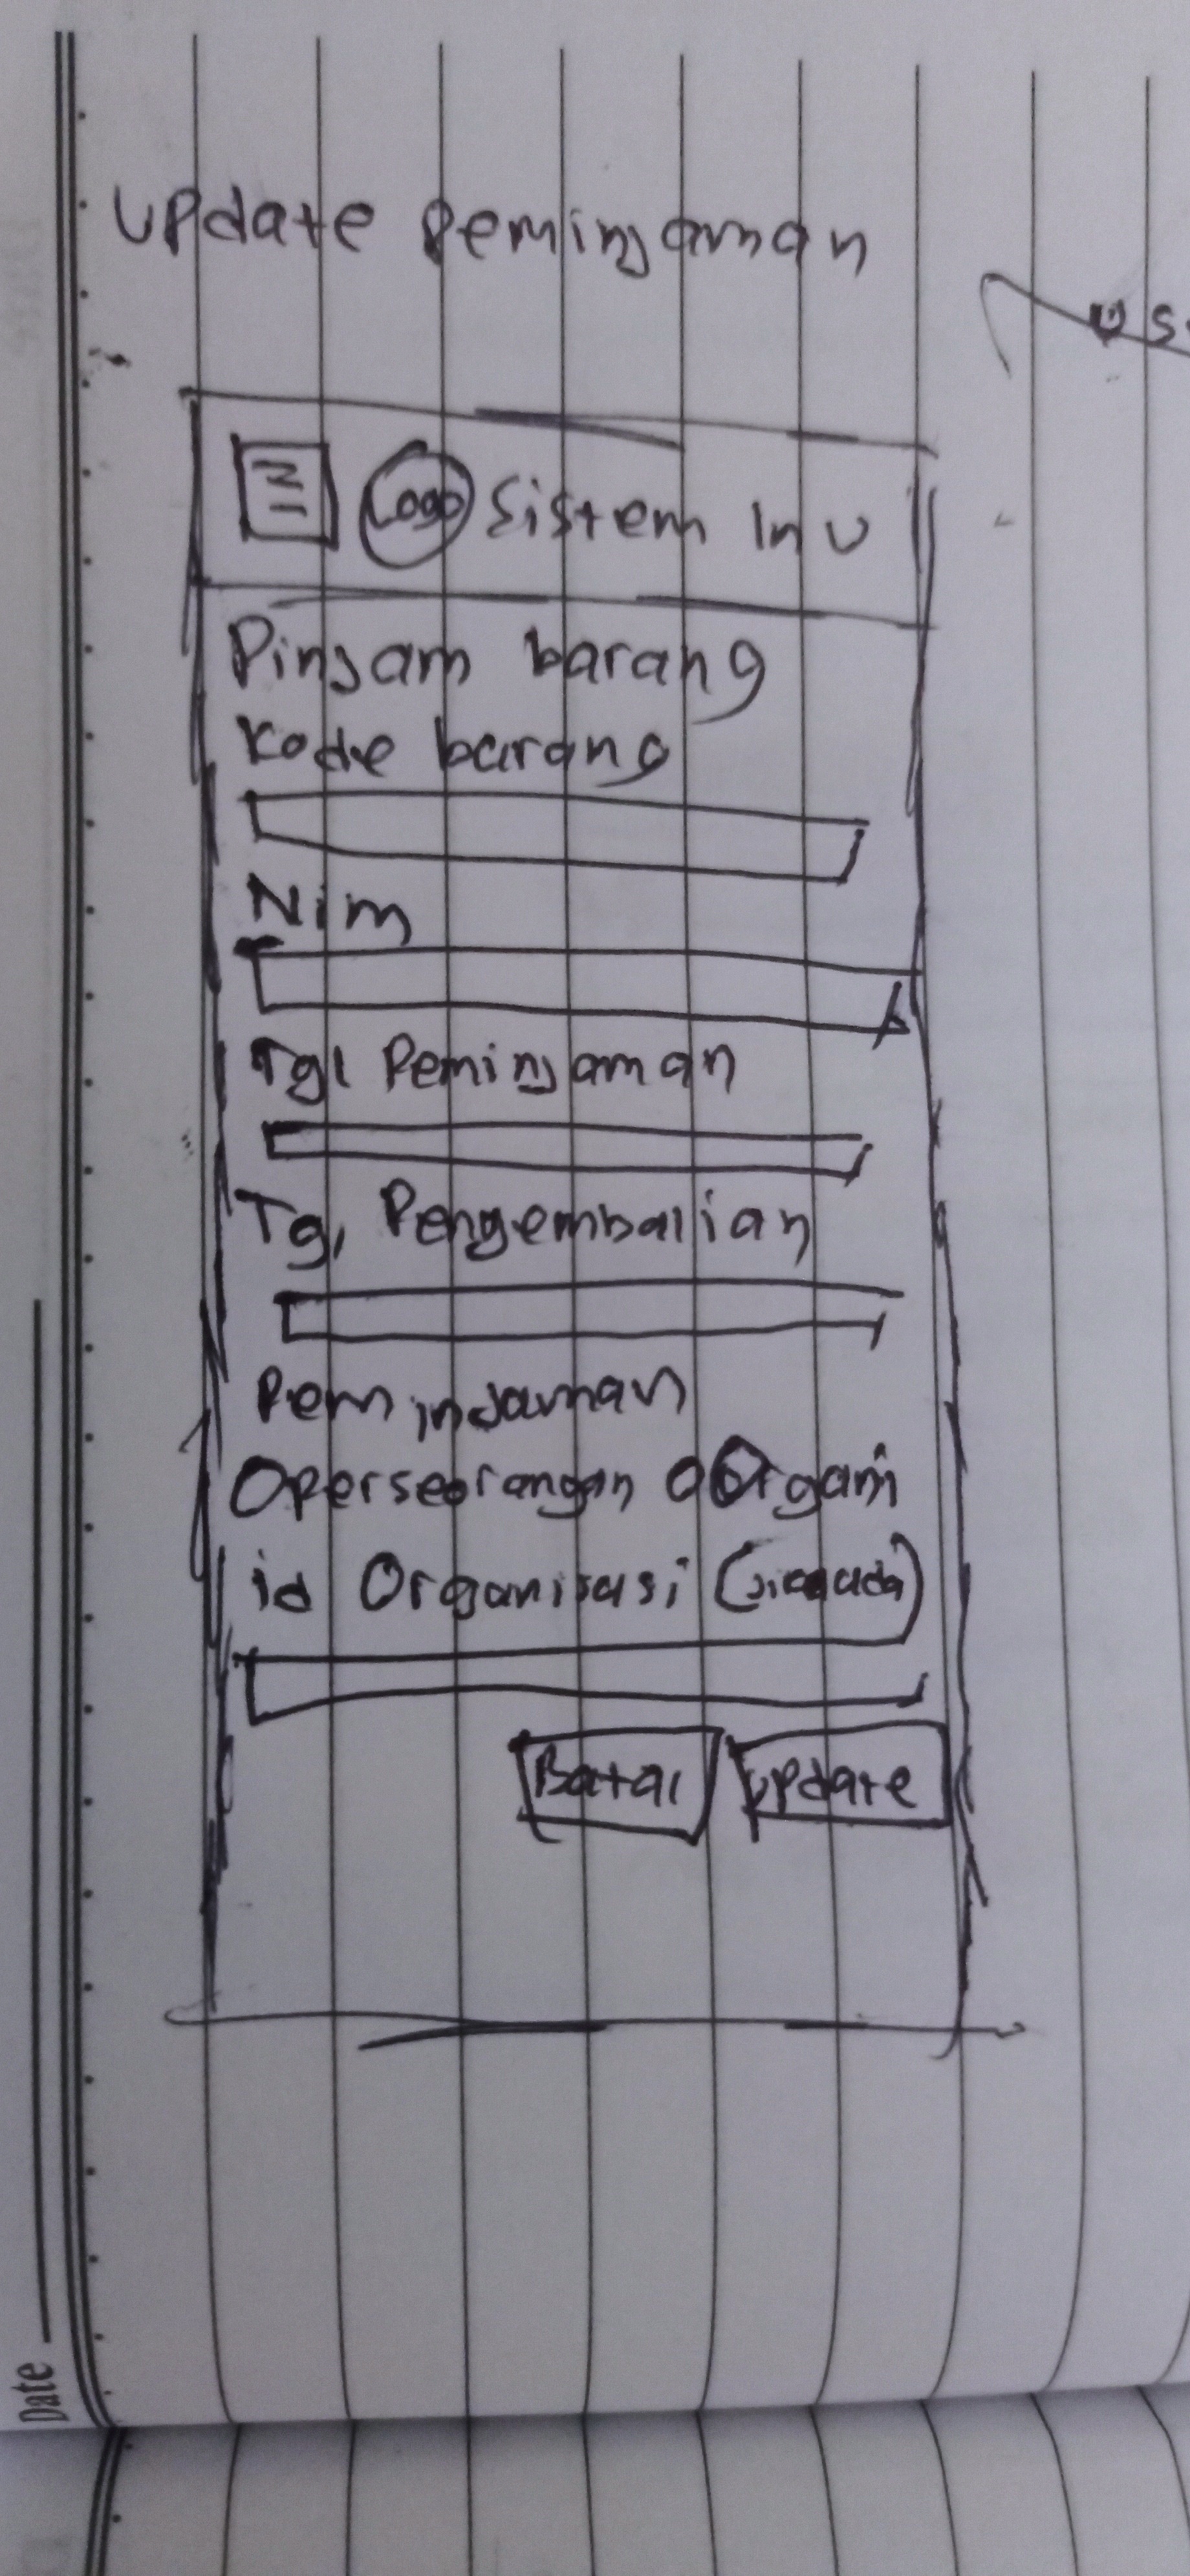 Update Peminjaman
Logo Sistem Inv
Pinjam barang
Kode barang
Nim
Tgl Peminjaman
Tgl Pengembalian
Peminjaman
O Perseorangan O Organi
id Organisasi (jika ada)
Batal Update
Date